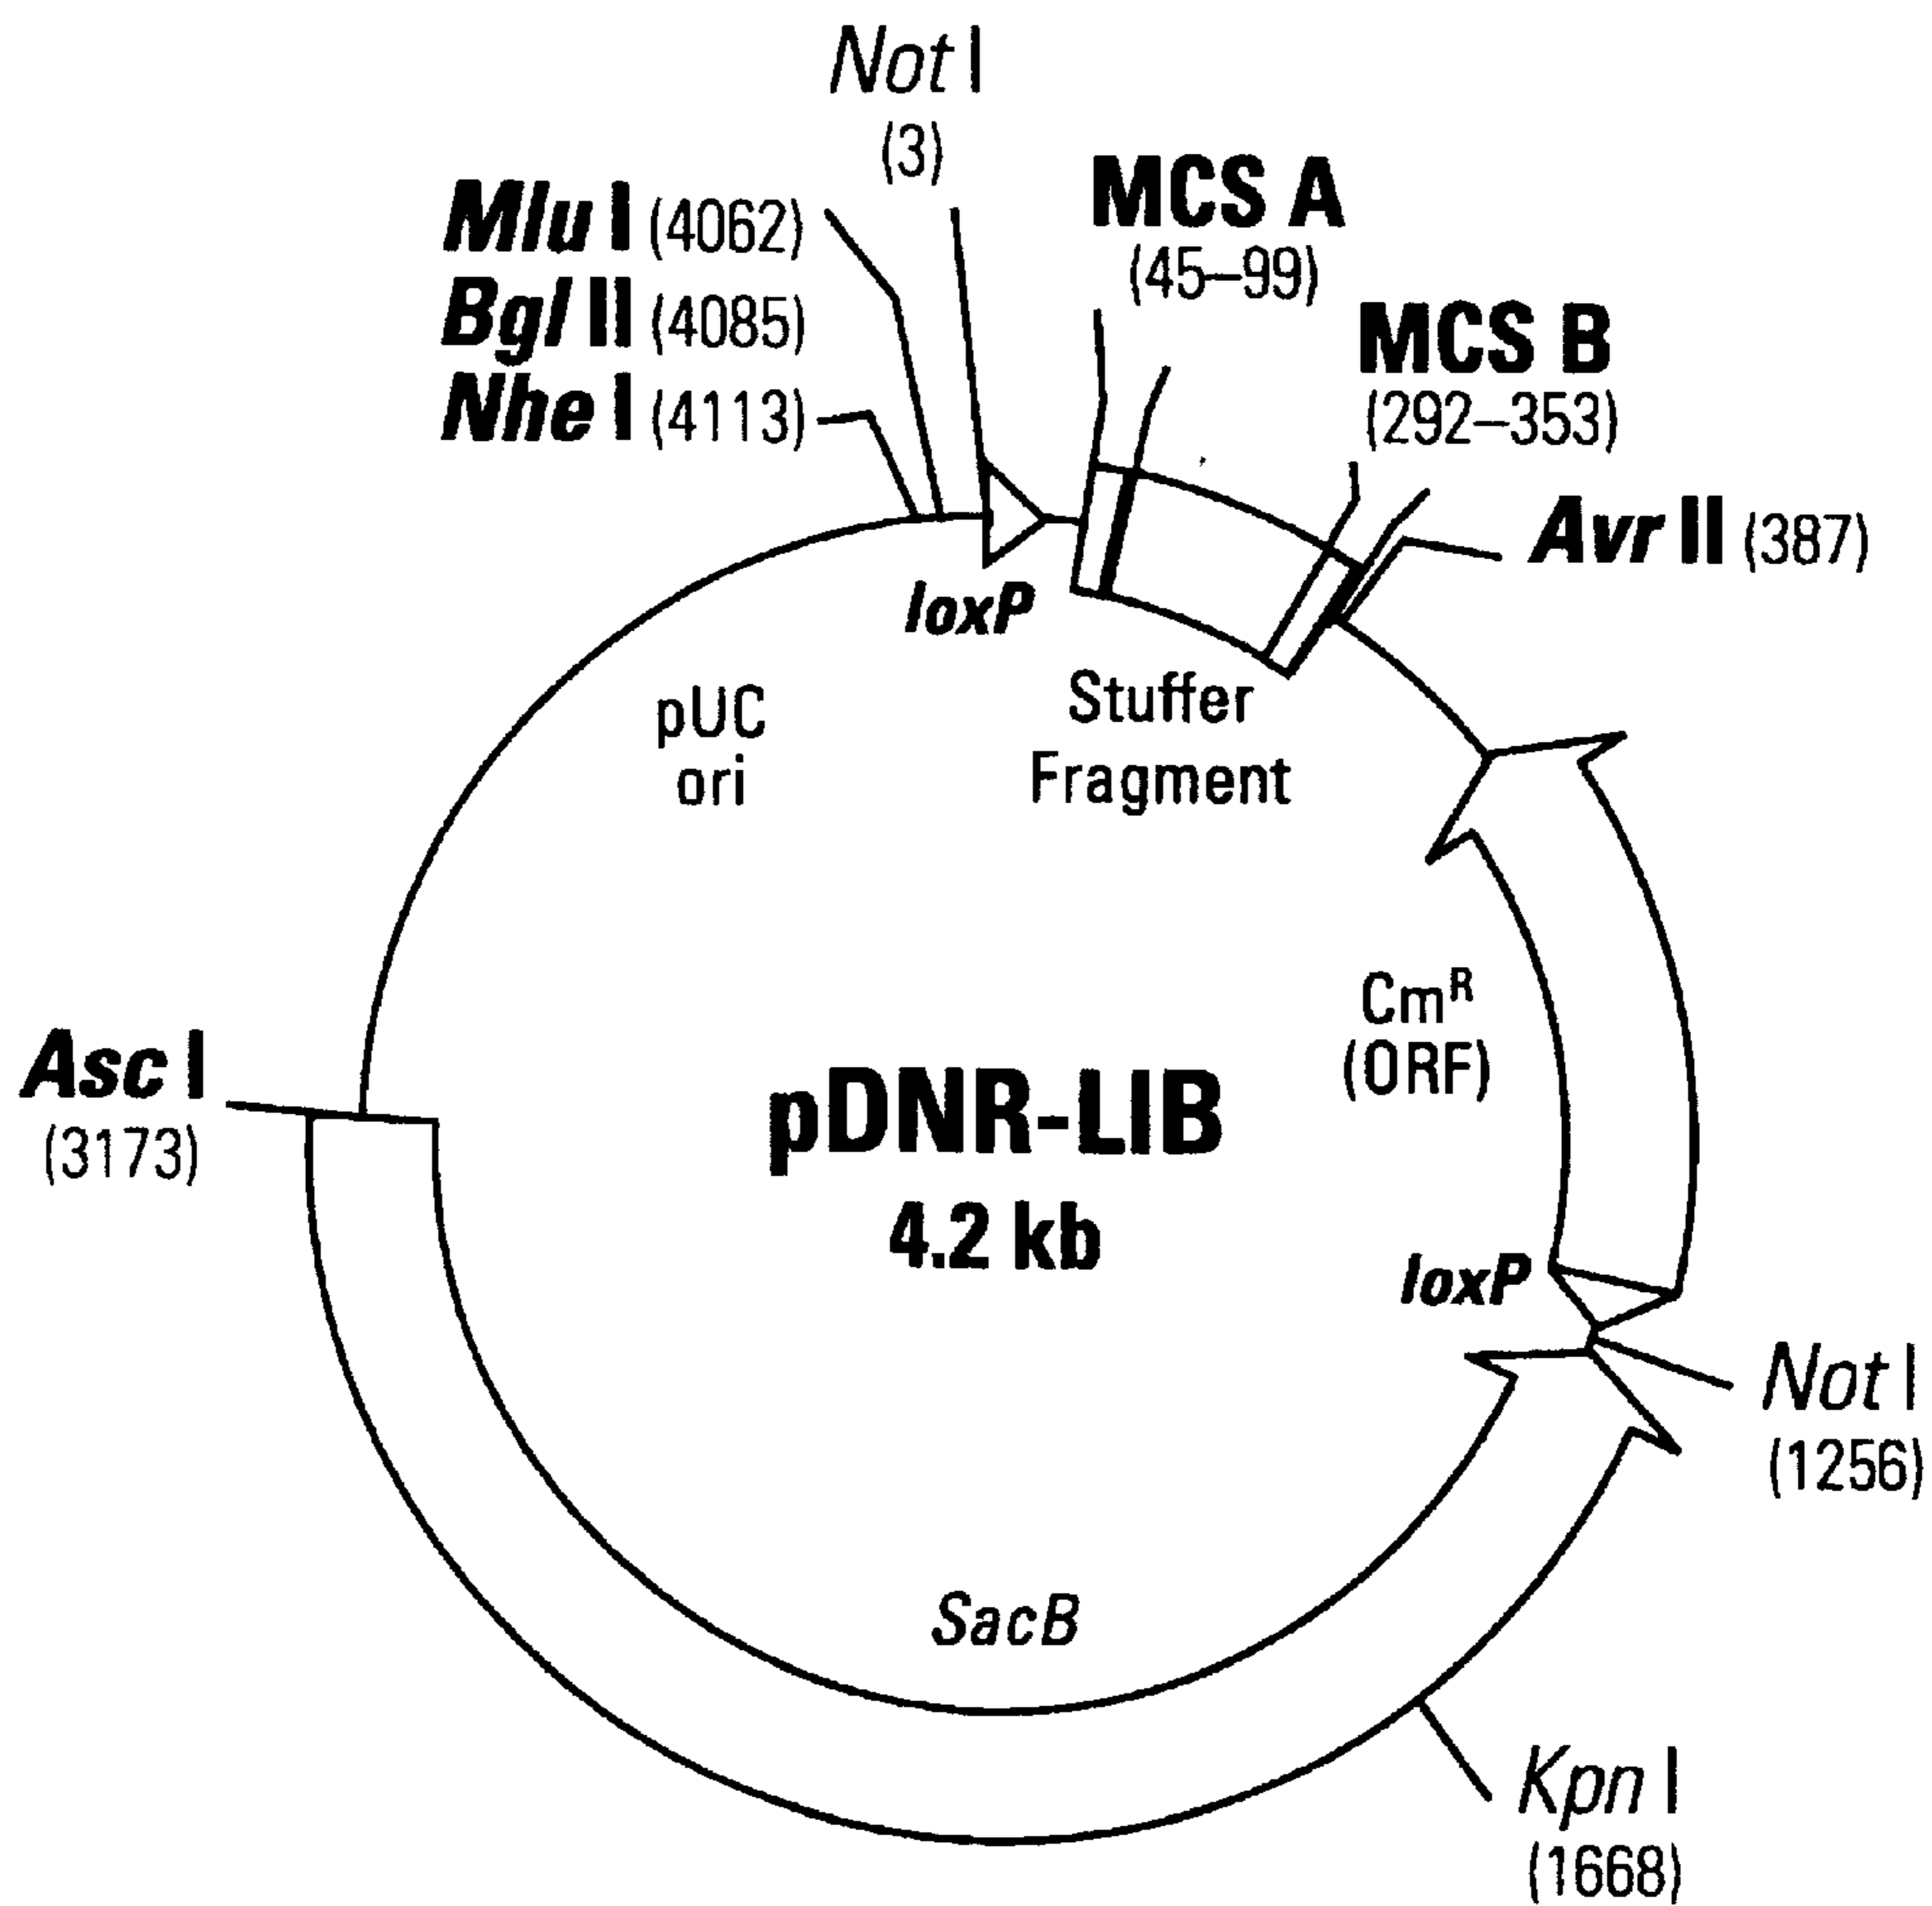 Not I
(3)
MCS A
(45–99)
Mlu I (4062)
Bgl II (4085)
Nhe I (4113)
MCS B
(292–353)
Avr II (387)
loxP
pUC
ori
Stuffer
Fragment
CmR
(ORF)
Asc I
(3173)
pDNR-LIB
4.2 kb
loxP
Not I
(1256)
SacB
Kpn I
(1668)